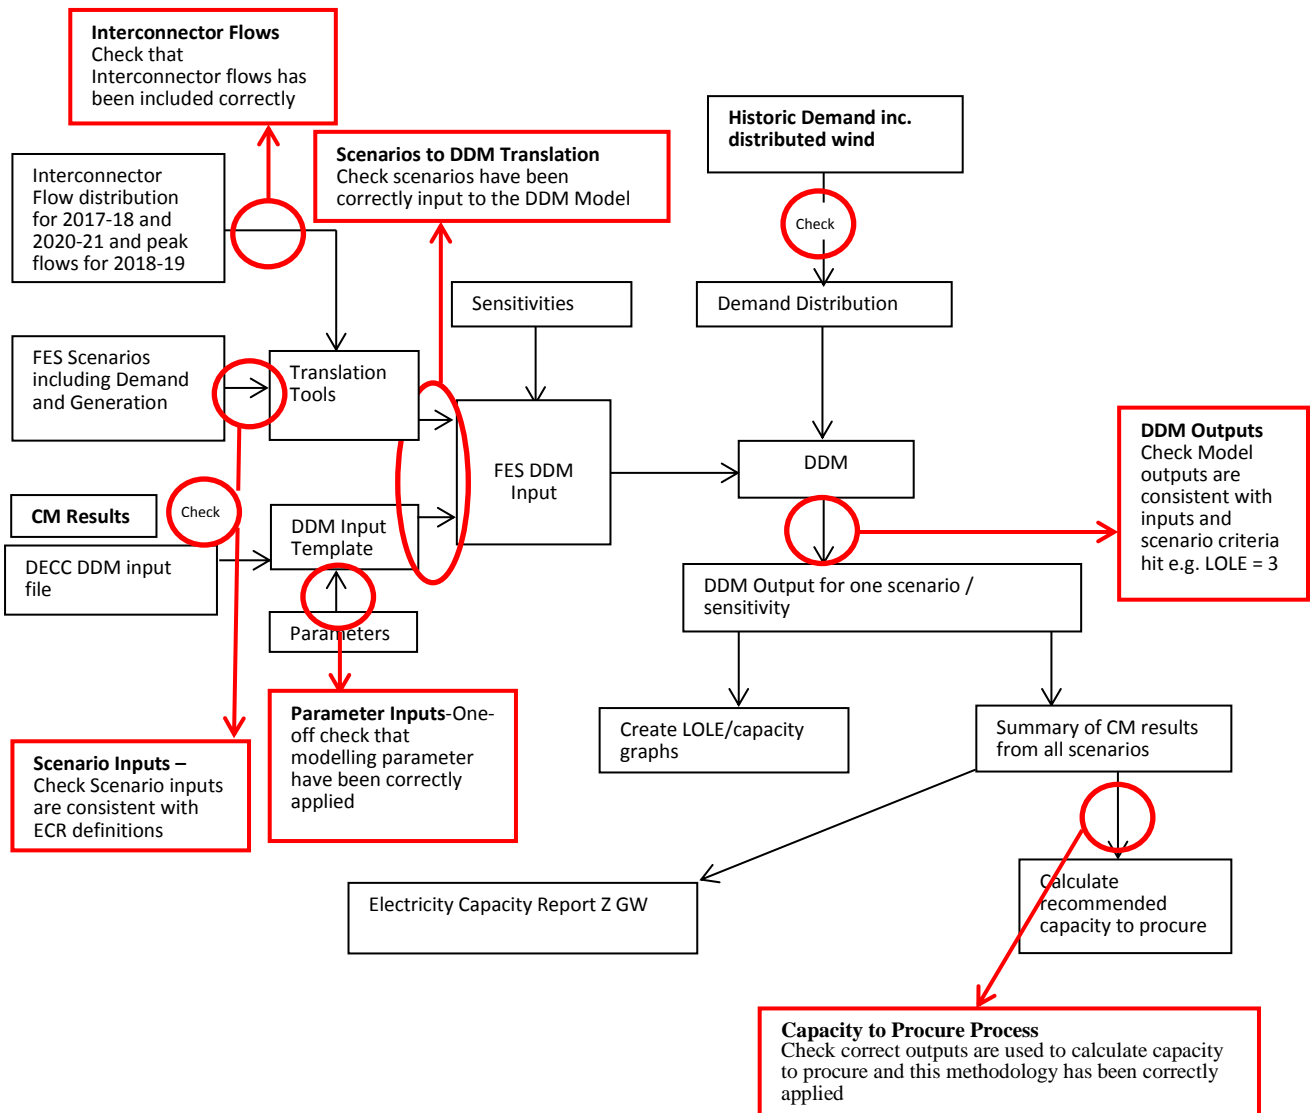 Interconnector Flows
Check that
Interconnector flows has
been included correctly
Historic Demand inc.
distributed wind
Scenarios to DDM Translation
Check scenarios have been
correctly input to the DDM Model
Interconnector
Flow distribution
for 2017-18 and
2020-21 and peak
flows for 2018-19
Check
Sensitivities
Demand Distribution
FES Scenarios
including Demand
and Generation
Translation
Tools
DDM Outputs
Check Model
outputs are
consistent with
inputs and
scenario criteria
hit e.g. LOLE = 3
FES DDM
Input
DDM
CM Results
Check
DDM Input
Template
DECC DDM input
file
DDM Output for one scenario /
sensitivity
Parameters
Parameter Inputs-One-
off check that
modelling parameter
have been correctly
applied
Create LOLE/capacity
graphs
Summary of CM results
from all scenarios
Scenario Inputs –
Check Scenario inputs
are consistent with
ECR definitions
Electricity Capacity Report Z GW
Calculate
recommended
capacity to procure
Capacity to Procure Process
Check correct outputs are used to calculate capacity
to procure and this methodology has been correctly
applied